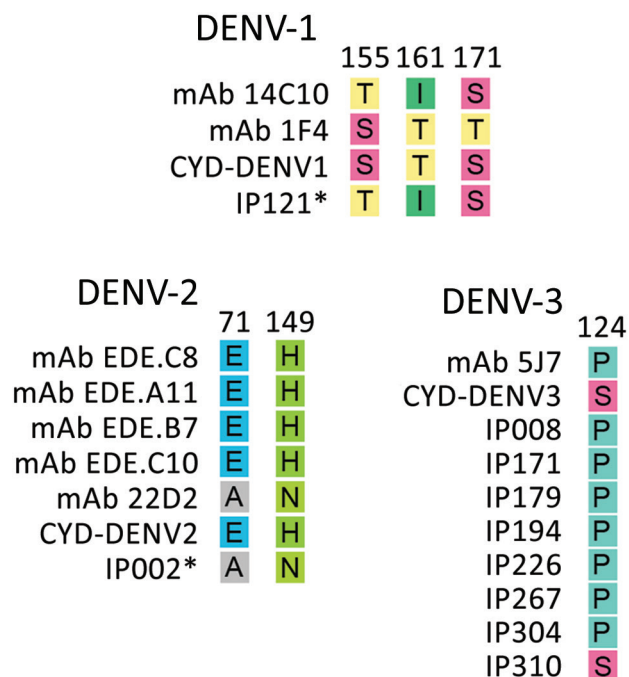 DENV-1
155 161 171
mAb 14C10 T I S
mAb 1F4 S T T
CYD-DENV1 S T S
IP121* T I S
DENV-2
71 149
mAb EDE.C8 E H
mAb EDE.A11 E H
mAb EDE.B7 E H
mAb EDE.C10 E H
mAb 22D2 A N
CYD-DENV2 E H
IP002* A N
DENV-3
124
mAb 5J7 P
CYD-DENV3 S
IP008 P
IP171 P
IP179 P
IP194 P
IP226 P
IP267 P
IP304 P
IP310 S